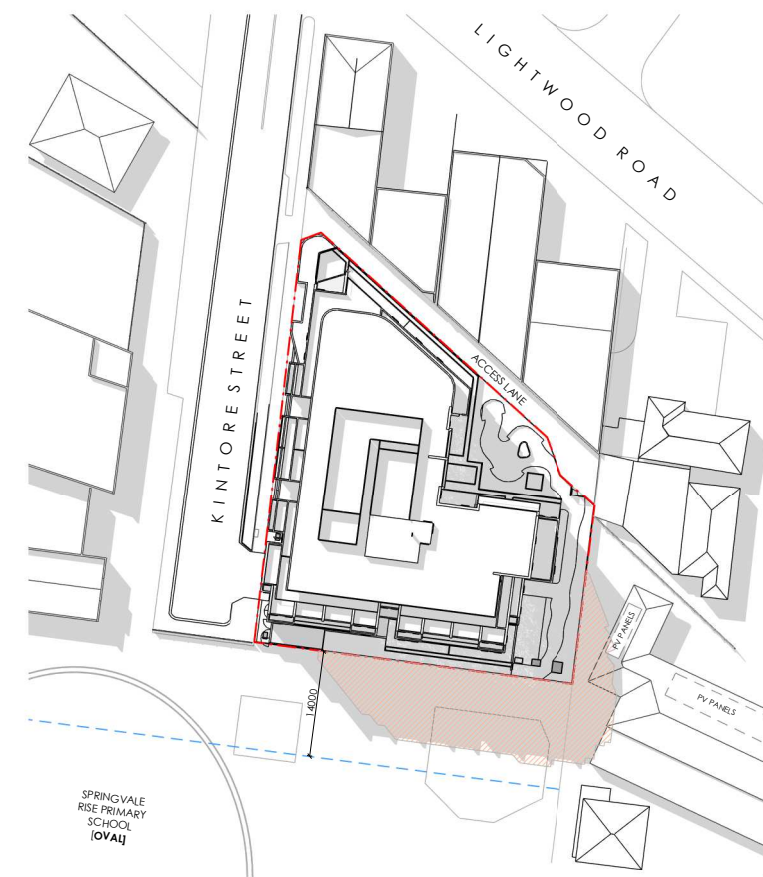 LIGHTWOOD ROAD
KINTORE STREET
ACCESS LANE
PV PANELS
PV PANELS
14000
SPRINGVALE
RISE PRIMARY
SCHOOL
[OVAL]